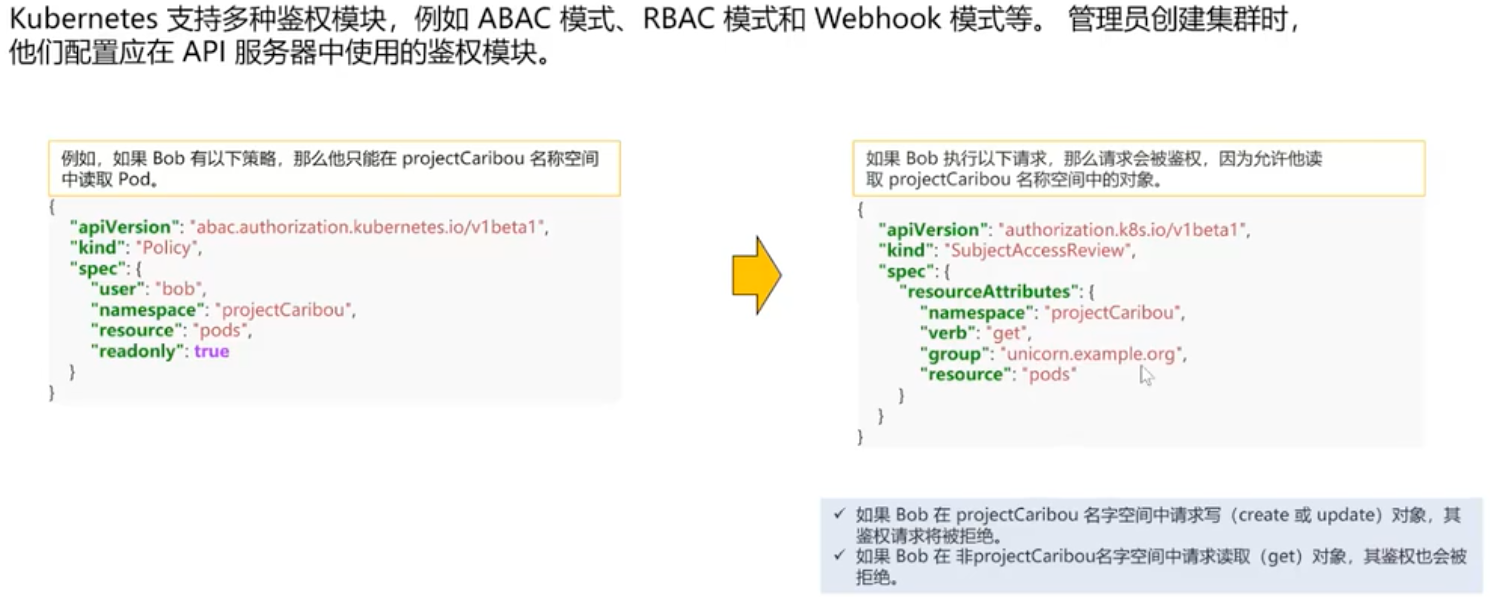 Kubernetes 支持多种鉴权模块，例如 ABAC 模式、RBAC 模式和 Webhook 模式等。 管理员创建集群时，
他们配置应在 API 服务器中使用的鉴权模块。
例如，如果 Bob 有以下策略，那么他只能在 projectCaribou 名称空间
中读取 Pod。
{
"apiVersion": "abac.authorization.kubernetes.io/v1beta1",
"kind": "Policy",
"spec": {
"user": "bob",
"namespace": "projectCaribou",
"resource": "pods",
"readonly": true
}
}
如果 Bob 执行以下请求，那么请求会被鉴权，因为允许他读
取 projectCaribou 名称空间中的对象。
{
"apiVersion": "authorization.k8s.io/v1beta1",
"kind": "SubjectAccessReview",
"spec": {
"resourceAttributes": {
"namespace": "projectCaribou",
"verb": "get",
"group": "unicorn.example.org",
"resource": "pods"
}
}
}
✓ 如果 Bob 在 projectCaribou 名字空间中请求写（create 或 update）对象，其
鉴权请求将被拒绝。
✓ 如果 Bob 在 非projectCaribou名字空间中请求读取（get）对象，其鉴权也会被
拒绝。